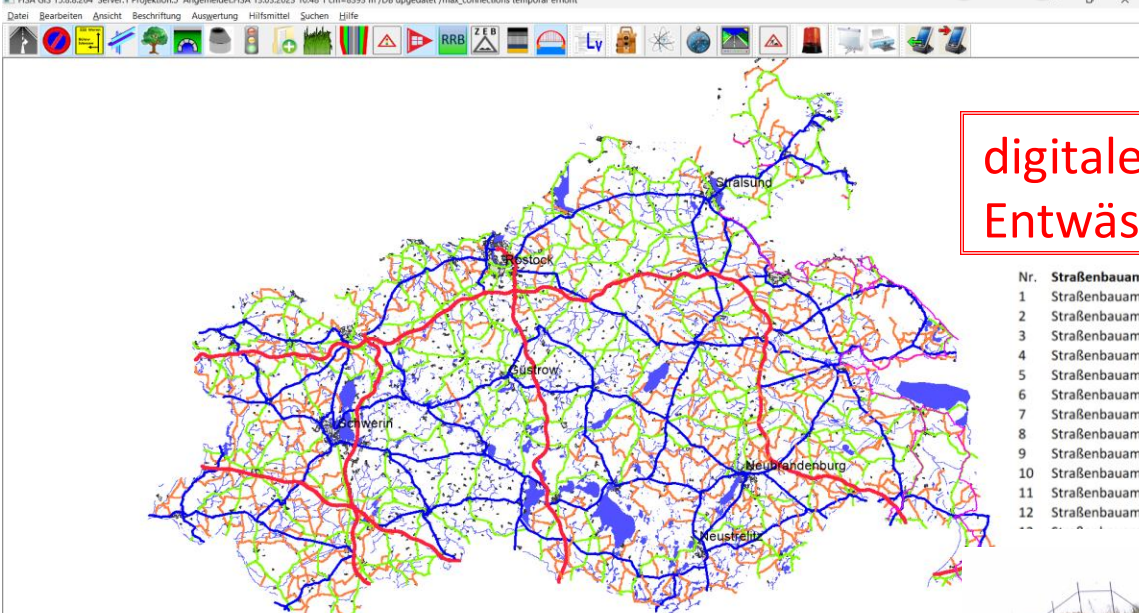 Datei Bearbeiten Ansicht Beschriftung Auswertung Hilfsmittel Suchen Hilfe
RRB
ZEB
Lv
digitale
Entwäs
Stralsund
Rostock
Güstrow
Schwerin
Neubrandenburg
Neustrelitz
Nr. Straßenbauam
1 Straßenbauam
2 Straßenbauam
3 Straßenbauam
4 Straßenbauam
5 Straßenbauam
6 Straßenbauam
7 Straßenbauam
8 Straßenbauam
9 Straßenbauam
10 Straßenbauam
11 Straßenbauam
12 Straßenbauam